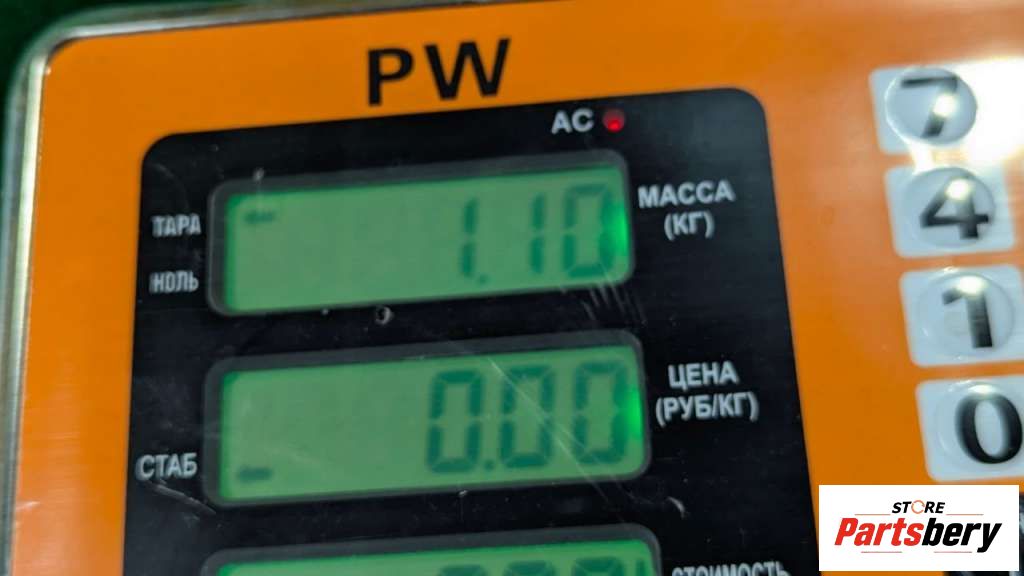 PW
AC
ТАРА
1.10
МАССА
(КГ)
НОЛЬ
0.00
ЦЕНА
(РУБ/КГ)
СТАБ
СТОИМОСТЬ
7
4
1
0
STORE
Partsbery